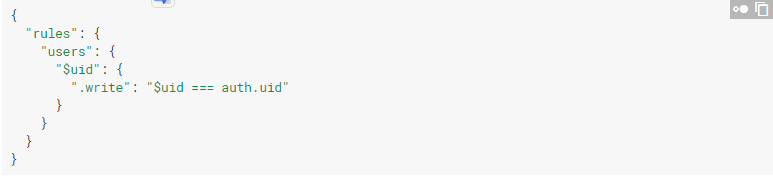 {
"rules": {
"users": {
"$uid": {
".write": "$uid === auth.uid"
}
}
}
}